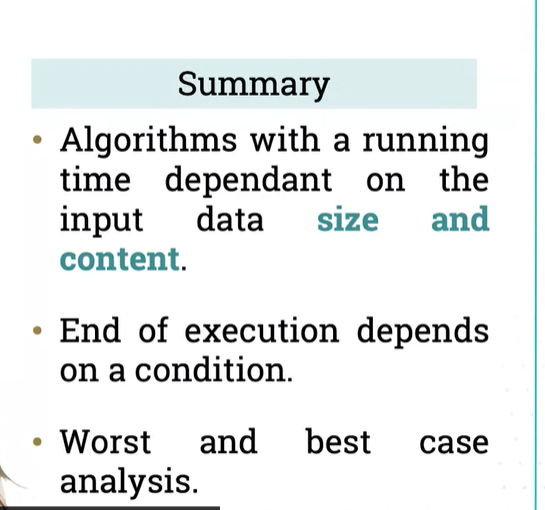 Summary
• Algorithms with a running
time dependant on the
input data size and
content.
• End of execution depends
on a condition.
• Worst and best case
analysis.